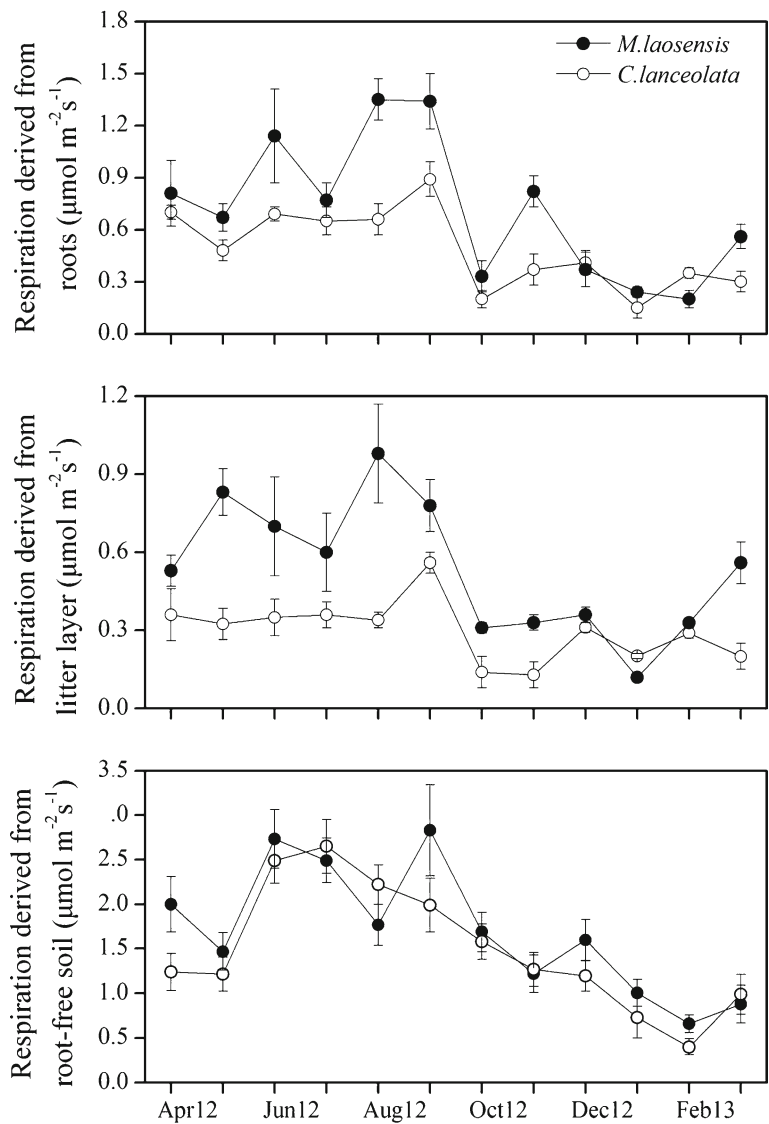 M.laosensis
C.lanceolata
Respiration derived from
roots (μmol m⁻²s⁻¹)
1.8
1.5
1.2
0.9
0.6
0.3
0.0
Respiration derived from
litter layer (μmol m⁻²s⁻¹)
1.2
0.9
0.6
0.3
0.0
Respiration derived from
root-free soil (μmol m⁻²s⁻¹)
3.5
.0
2.5
2.0
1.5
1.0
0.5
0.0
Apr12 Jun12 Aug12 Oct12 Dec12 Feb13